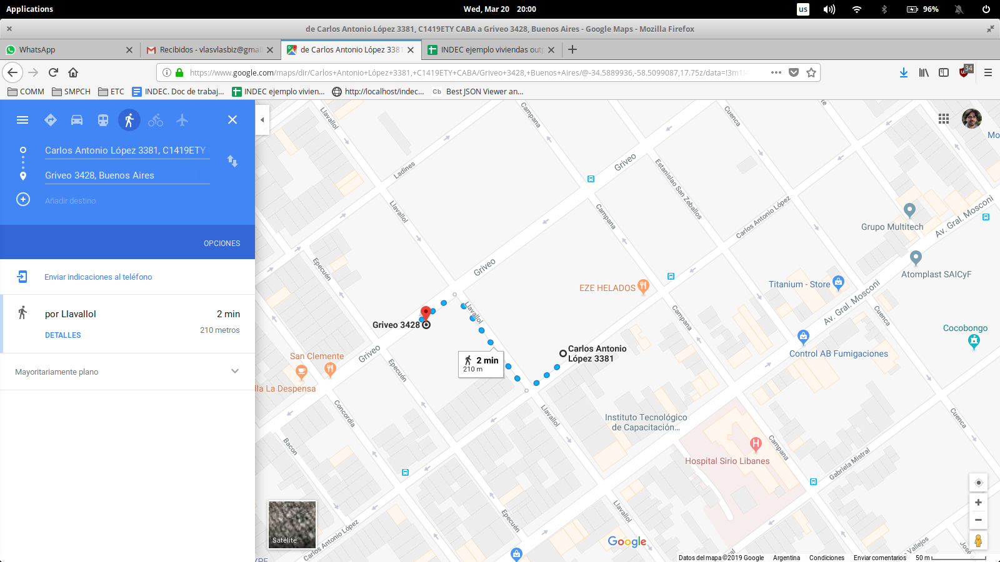 Applications
Wed, Mar 20 20:00
us
96%
de Carlos Antonio López 3381, C1419ETY CABA a Griveo 3428, Buenos Aires - Google Maps - Mozilla Firefox
WhatsApp
Recibidos - vlasvlasbiz@gmai
de Carlos Antonio López 3381
INDEC ejemplo viviendas out
https://www.google.com/maps/dir/Carlos+Antonio+López+3381,+C1419ETY+CABA/Griveo+3428,+Buenos+Aires/@-34.5889936,-58.5099087,17.75z/data=!3m1!4
34
COMM
SMPCH
ETC
INDEC. Doc de trabaj...
INDEC ejemplo vivien...
http://localhost/indec...
Cb
Best JSON Viewer an...
Carlos Antonio López 3381, C1419ETY
Griveo 3428, Buenos Aires
Añadir destino
OPCIONES
Enviar indicaciones al teléfono
por Llavallol
2 min
DETALLES
210 metros
Mayoritariamente plano
Llavallol
Campana
Cuenca
Cuenca
Mo
Ladines
Griveo
Estanislao San Zeballos
Llavallol
Campana
Carlos Antonio López
Av. Gral. Mosconi
Grupo Multitech
Atomplast SAICyF
Epecuén
Griveo
EZE HELADOS
Titanium - Store
Av. Gral. Mosconi
Llavallol
Campana
Cuenca
Griveo 3428
Cocobongo
Griveo
Carlos Antonio
López 3381
Control AB Fumigaciones
San Clemente
2 min
210 m
Epecuén
lla La Despensa
Concordia
Llavallol
Instituto Tecnológico
de Capacitación...
Cuenca
Bacon
H
Hospital Sirio Libanes
Campana
Gabriela Mistral
Llavallol
Epecuén
Carlos Antonio López
Satélite
Google
Vallejos
José
YPF
Datos del mapa ©2019 Google
Argentina
Condiciones
Enviar comentarios
50 m